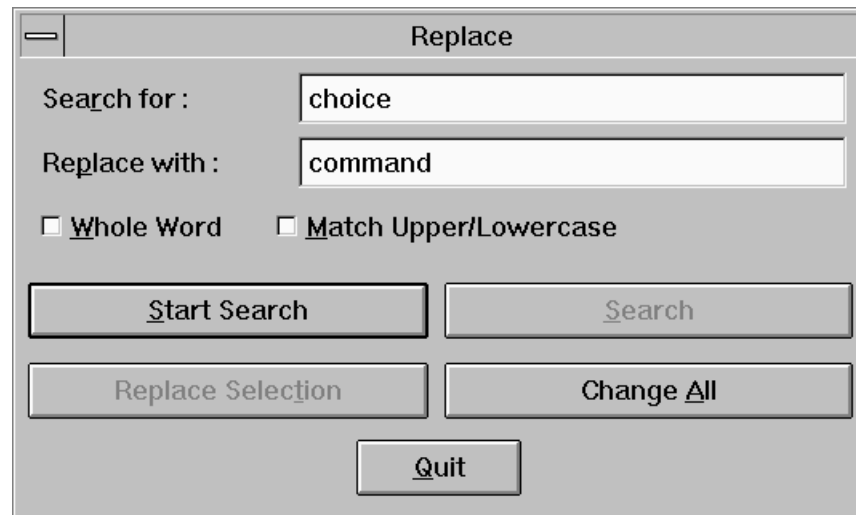 Replace
Search for : choice
Replace with : command
Whole Word Match Upper/Lowercase
Start Search Search
Replace Selection Change All
Quit